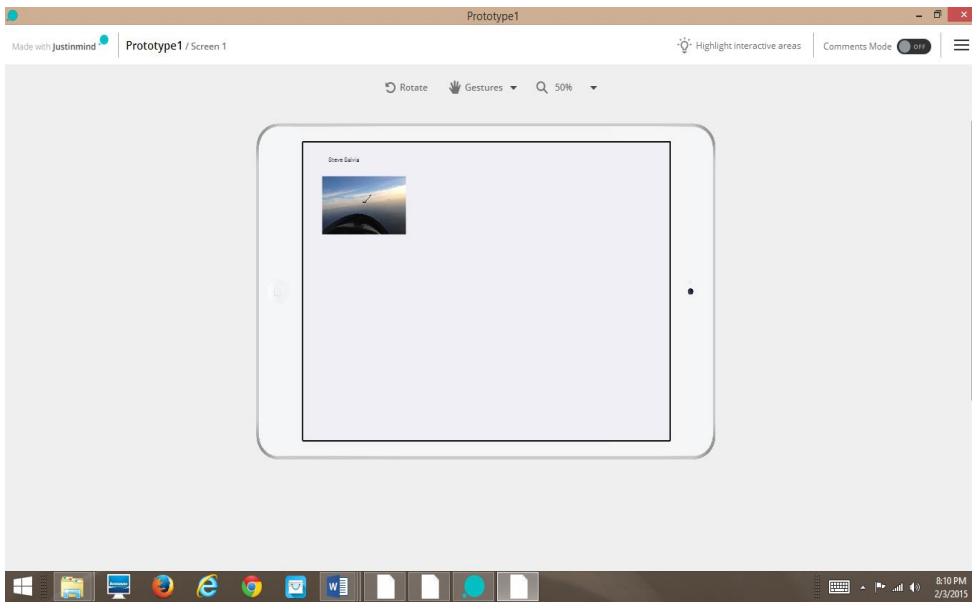 Prototype1
Made with Justinmind
Prototype1 / Screen 1
Highlight interactive areas
Comments Mode OFF
Rotate
Gestures
50%
Steve Salvia
8:10 PM
2/3/2015